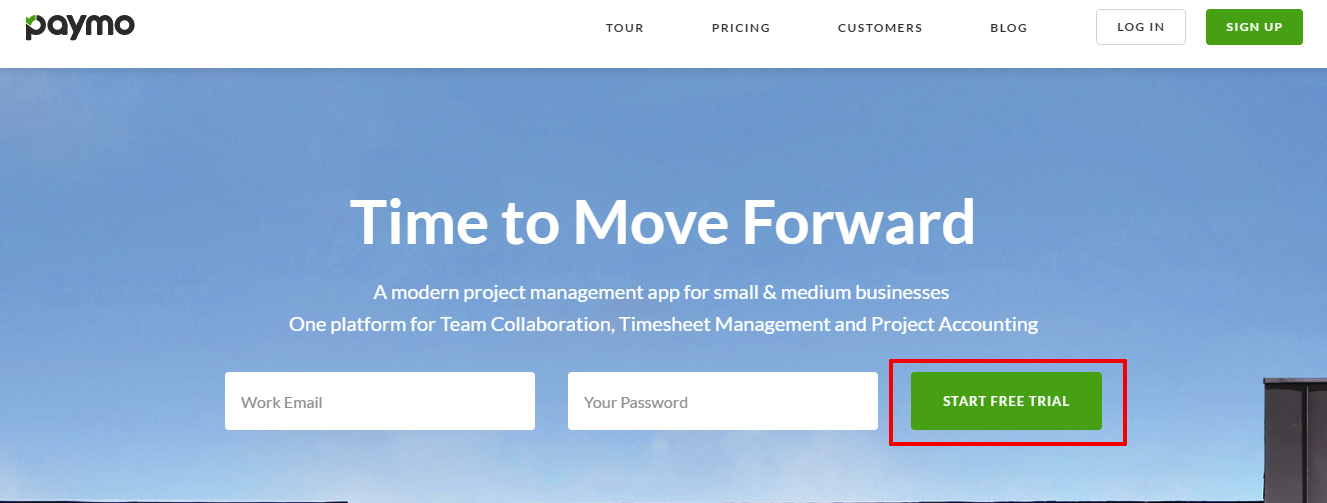 paymo
TOUR
PRICING
CUSTOMERS
BLOG
LOG IN
SIGN UP
Time to Move Forward
A modern project management app for small & medium businesses
One platform for Team Collaboration, Timesheet Management and Project Accounting
Work Email
Your Password
START FREE TRIAL